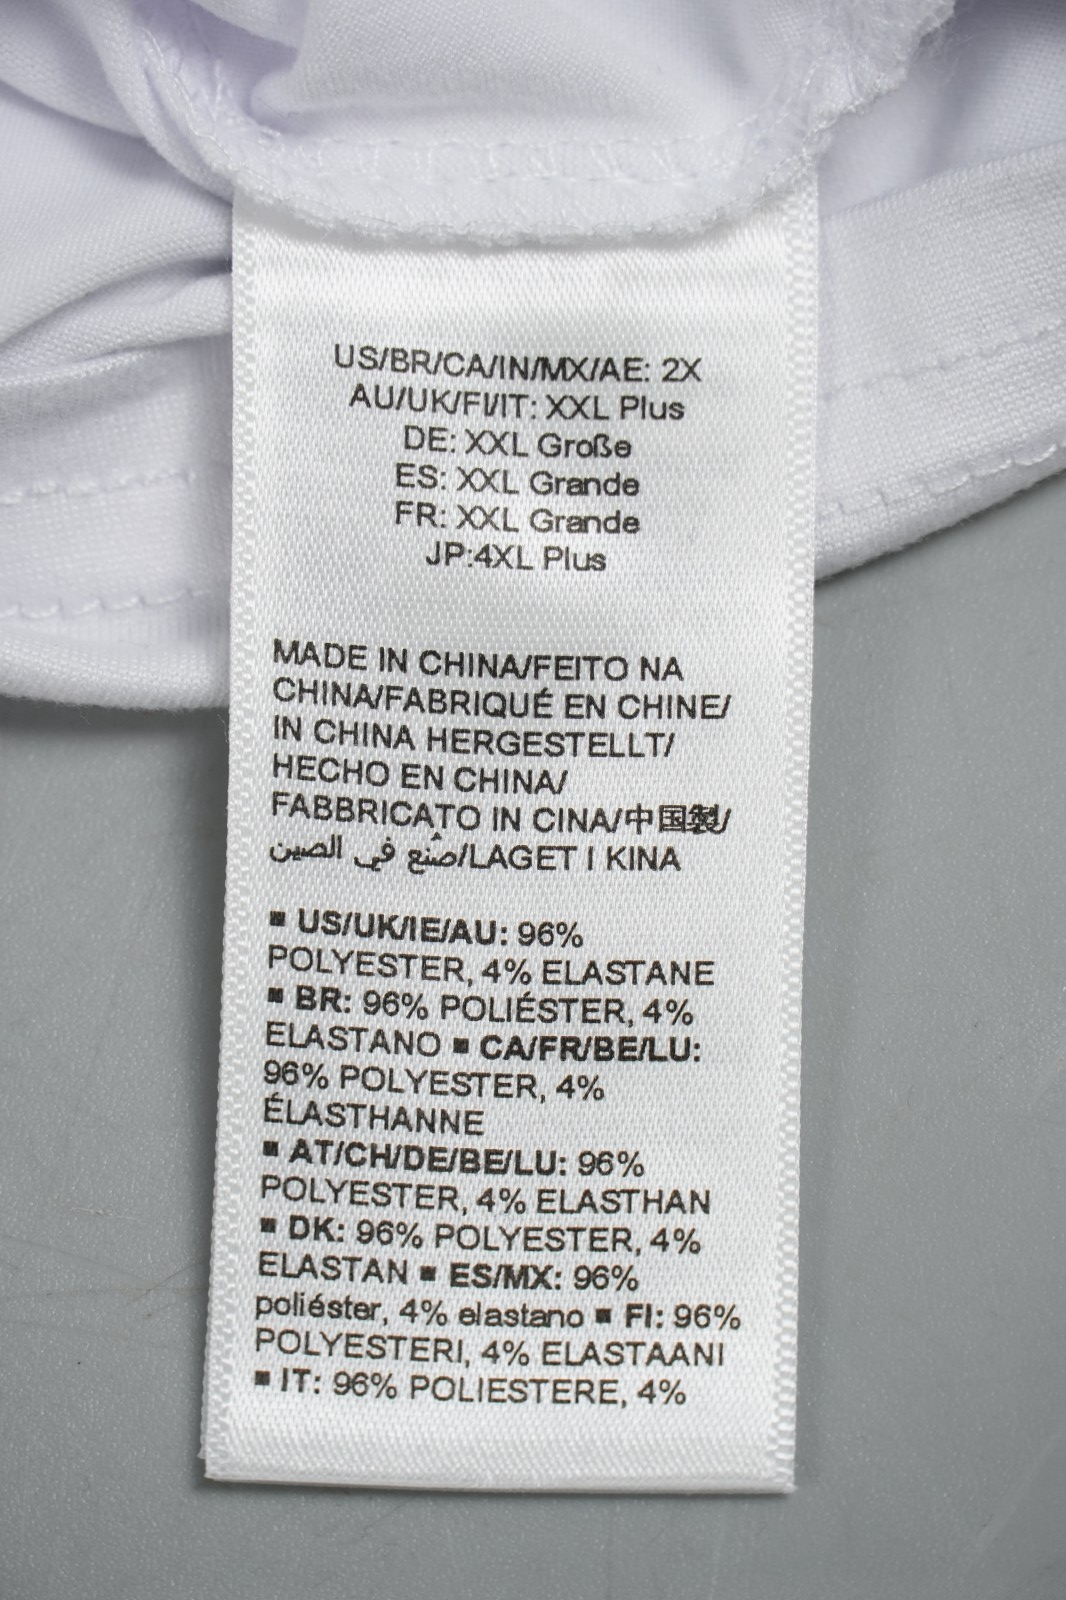 US/BR/CA/IN/MX/AE: 2X
AU/UK/FI/IT: XXL Plus
DE: XXL Große
ES: XXL Grande
FR: XXL Grande
JP:4XL Plus
MADE IN CHINA/FEITO NA
CHINA/FABRIQUÉ EN CHINE/
IN CHINA HERGESTELLT/
HECHO EN CHINA/
FABBRICATO IN CINA/中国製/
صُنع في الصين/LAGET I KINA
▪ US/UK/IE/AU: 96%
POLYESTER, 4% ELASTANE
▪ BR: 96% POLIÉSTER, 4%
ELASTANO ▪ CA/FR/BE/LU:
96% POLYESTER, 4%
ÉLASTHANNE
▪ AT/CH/DE/BE/LU: 96%
POLYESTER, 4% ELASTHAN
▪ DK: 96% POLYESTER, 4%
ELASTAN ▪ ES/MX: 96%
poliéster, 4% elastano ▪ FI: 96%
POLYESTERI, 4% ELASTAANI
▪ IT: 96% POLIESTERE, 4%